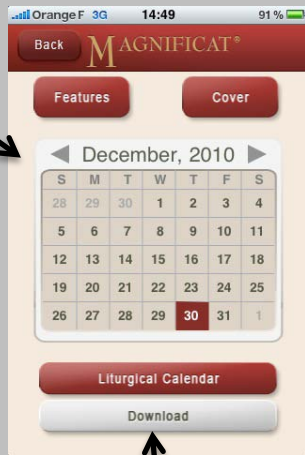 Orange F 3G 14:49 91 %
Back MAGNIFICAT®
Features Cover
December, 2010
S M T W T F S
28 29 30 1 2 3 4
5 6 7 8 9 10 11
12 13 14 15 16 17 18
19 20 21 22 23 24 25
26 27 28 29 30 31 1
Liturgical Calendar
Download